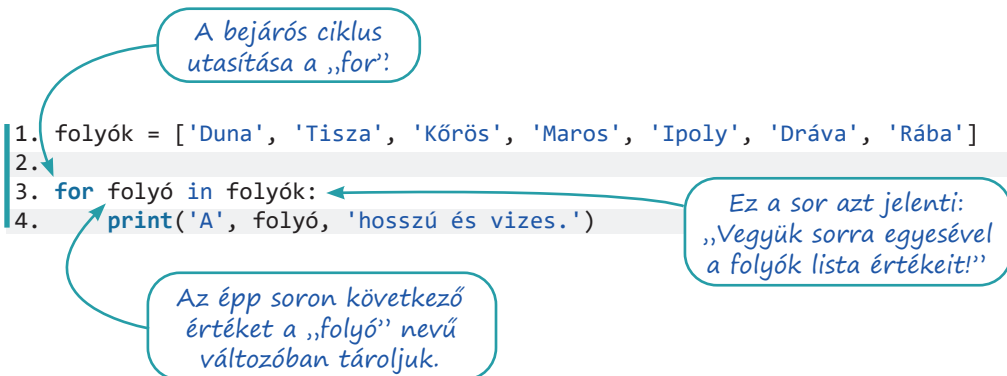 A bejárós ciklus
utasítása a „for”.
1. folyók = ['Duna', 'Tisza', 'Kőrös', 'Maros', 'Ipoly', 'Dráva', 'Rába']
2.
3. for folyó in folyók:
4.     print('A', folyó, 'hosszú és vizes.')
Ez a sor azt jelenti:
„Vegyük sorra egyesével
a folyók lista értékeit!”
Az épp soron következő
értéket a „folyó” nevű
változóban tároljuk.